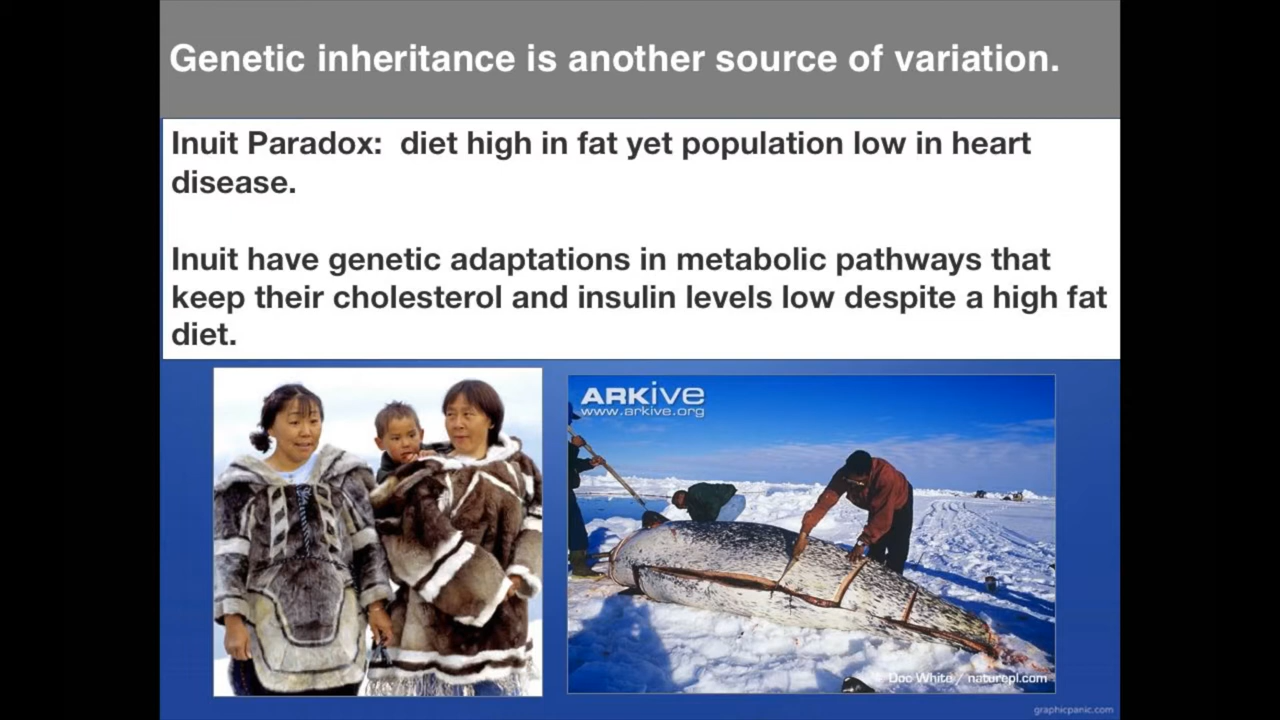 Genetic inheritance is another source of variation.
Inuit Paradox:  diet high in fat yet population low in heart
disease.
Inuit have genetic adaptations in metabolic pathways that
keep their cholesterol and insulin levels low despite a high fat
diet.
ARKive
www.arkive.org
© Doc White / naturepl.com
graphicpanic.com